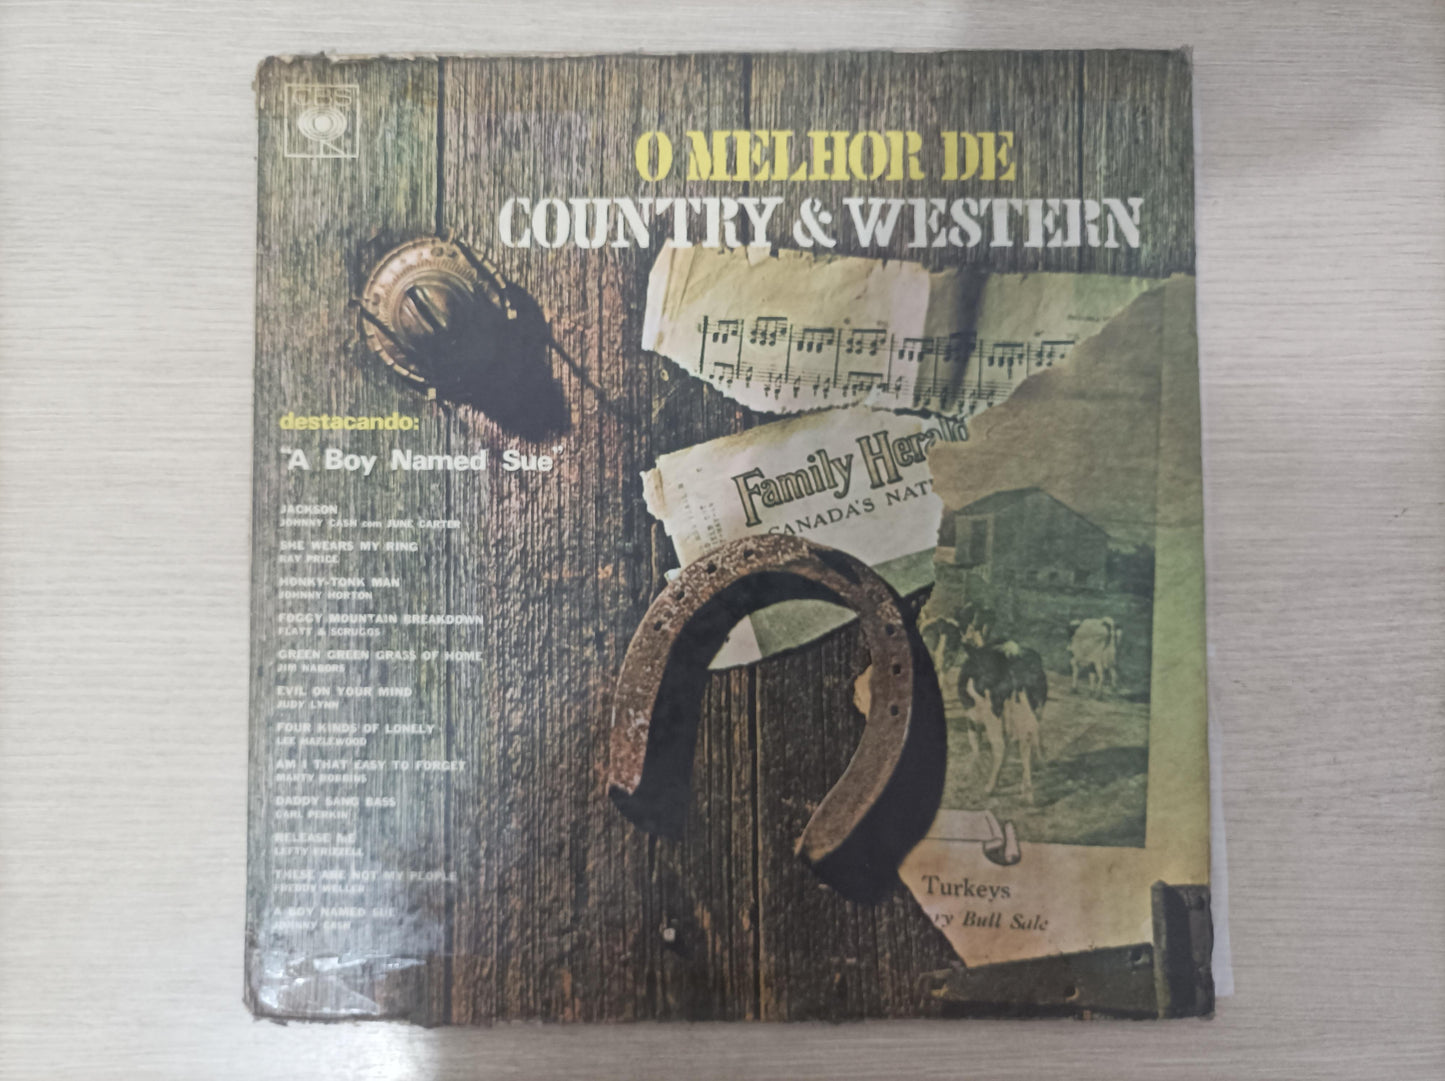 CBS
O MELHOR DE
COUNTRY & WESTERN
destacando:
"A Boy Named Sue"
JACKSON
JOHNNY CASH com JUNE CARTER
SHE WEARS MY RING
RAY PRICE
HONKY-TONK MAN
JOHNNY HORTON
FOGGY MOUNTAIN BREAKDOWN
FLATT & SCRUGGS
GREEN GREEN GRASS OF HOME
JIM NABORS
EVIL ON YOUR MIND
JUDY LYNN
FOUR KINDS OF LONELY
LEE HAZLEWOOD
AM I THAT EASY TO FORGET
MARTY ROBBINS
DADDY SANG BASS
CARL PERKIN
RELEASE ME
LEFTY FRIZZELL
THESE ARE NOT MY PEOPLE
FREDDY WELLER
A BOY NAMED SUE
JOHNNY CASH
Family Herald
CANADA'S NATI
Turkeys
ry Bull Sale